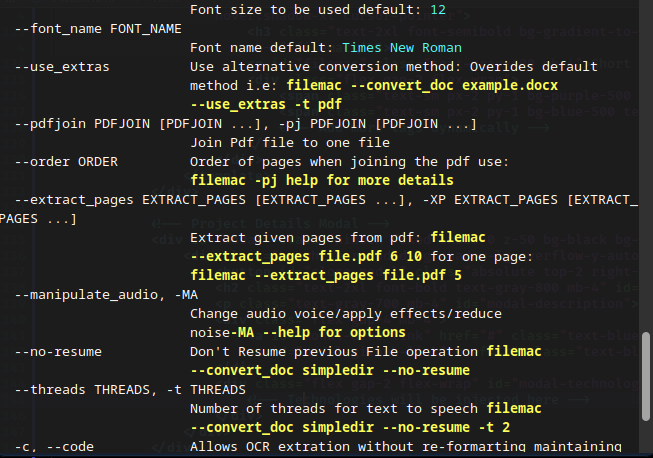 Font size to be used default: 12
--font_name FONT_NAME
Font name default: Times New Roman
--use_extras Use alternative conversion method: Overides default
method i.e: filemac --convert_doc example.docx
--use_extras -t pdf
--pdfjoin PDFJOIN [PDFJOIN ...], -pj PDFJOIN [PDFJOIN ...]
Join Pdf file to one file
--order ORDER Order of pages when joining the pdf use:
filemac -pj help for more details
--extract_pages EXTRACT_PAGES [EXTRACT_PAGES ...], -XP EXTRACT_PAGES [EXTRACT_
PAGES ...]
Extract given pages from pdf: filemac
--extract_pages file.pdf 6 10 for one page:
filemac --extract_pages file.pdf 5
--manipulate_audio, -MA
Change audio voice/apply effects/reduce
noise-MA --help for options
--no-resume Don't Resume previous File operation filemac
--convert_doc simpledir --no-resume
--threads THREADS, -t THREADS
Number of threads for text to speech filemac
--convert_doc simpledir --no-resume -t 2
-c, --code Allows OCR extration without re-formarting maintaining